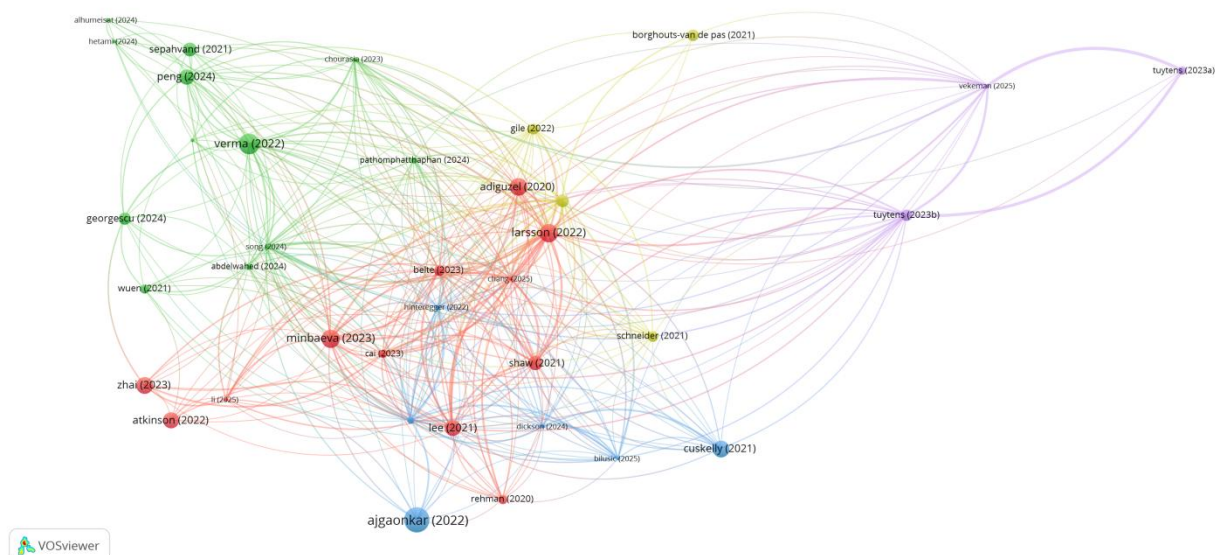 alhumeisat (2024)
hetami (2024)
sepahvand (2021)
peng (2024)
chourasia (2023)
borghouts-van de pas (2021)
tuytens (2023a)
vekeman (2025)
gile (2022)
verma (2022)
pathomphatthaphan (2024)
adiguzel (2020)
georgescu (2024)
tuytens (2023b)
larsson (2022)
song (2024)
abdelwahed (2024)
belte (2023)
chang (2025)
wuen (2021)
hinteregger (2022)
minbaeva (2023)
schneider (2021)
cai (2023)
shaw (2021)
zhai (2023)
li (2025)
atkinson (2022)
lee (2021)
dickson (2024)
cuskelly (2021)
bilusic (2025)
rehman (2020)
ajgaonkar (2022)
VOSviewer